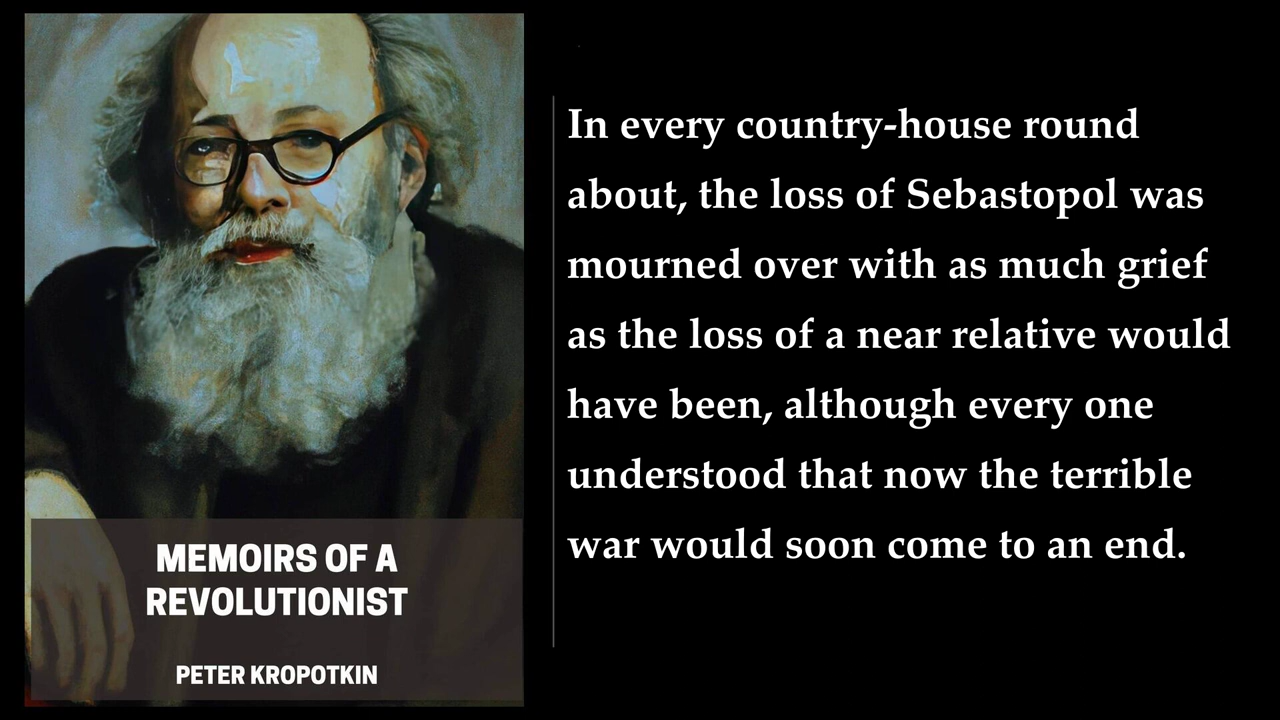 MEMOIRS OF A
REVOLUTIONIST
PETER KROPOTKIN
In every country-house round
about, the loss of Sebastopol was
mourned over with as much grief
as the loss of a near relative would
have been, although every one
understood that now the terrible
war would soon come to an end.